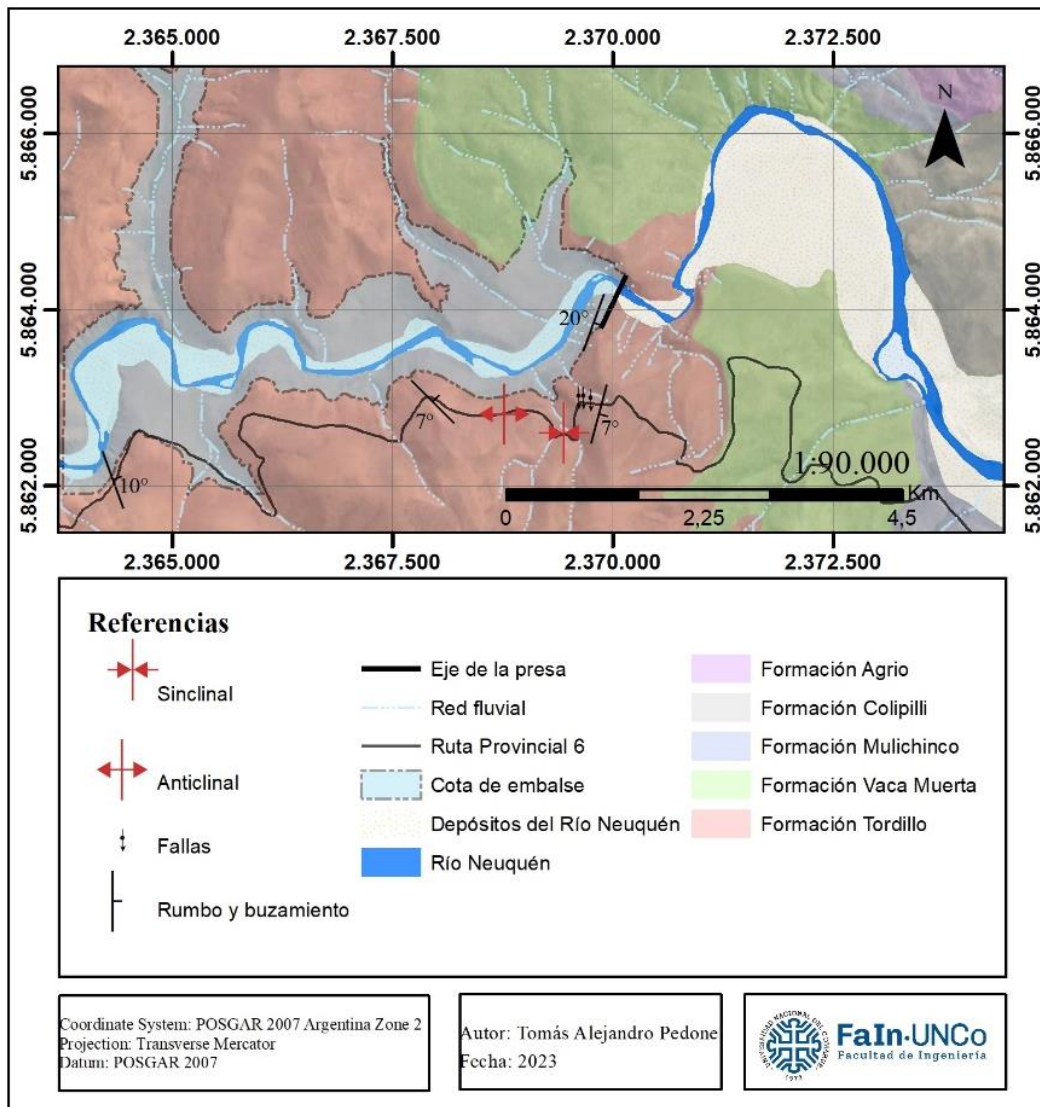 2.365.000 2.367.500 2.370.000 2.372.500
5.866.000 5.866.000
N
5.864.000 5.864.000
20°
7° 7°
10°
1:90.000
Km
0 2,25 4,5
5.862.000 5.862.000
2.365.000 2.367.500 2.370.000 2.372.500
Referencias
Sinclinal
Anticlinal
Fallas
Rumbo y buzamiento
Eje de la presa
Red fluvial
Ruta Provincial 6
Cota de embalse
Depósitos del Río Neuquén
Río Neuquén
Formación Agrio
Formación Colipilli
Formación Mulichinco
Formación Vaca Muerta
Formación Tordillo
Coordinate System: POSGAR 2007 Argentina Zone 2
Projection: Transverse Mercator
Datum: POSGAR 2007
Autor: Tomás Alejandro Pedone
Fecha: 2023
UNIVERSIDAD NACIONAL DEL COMAHUE
1972
FaIn·UNCo
Facultad de Ingeniería